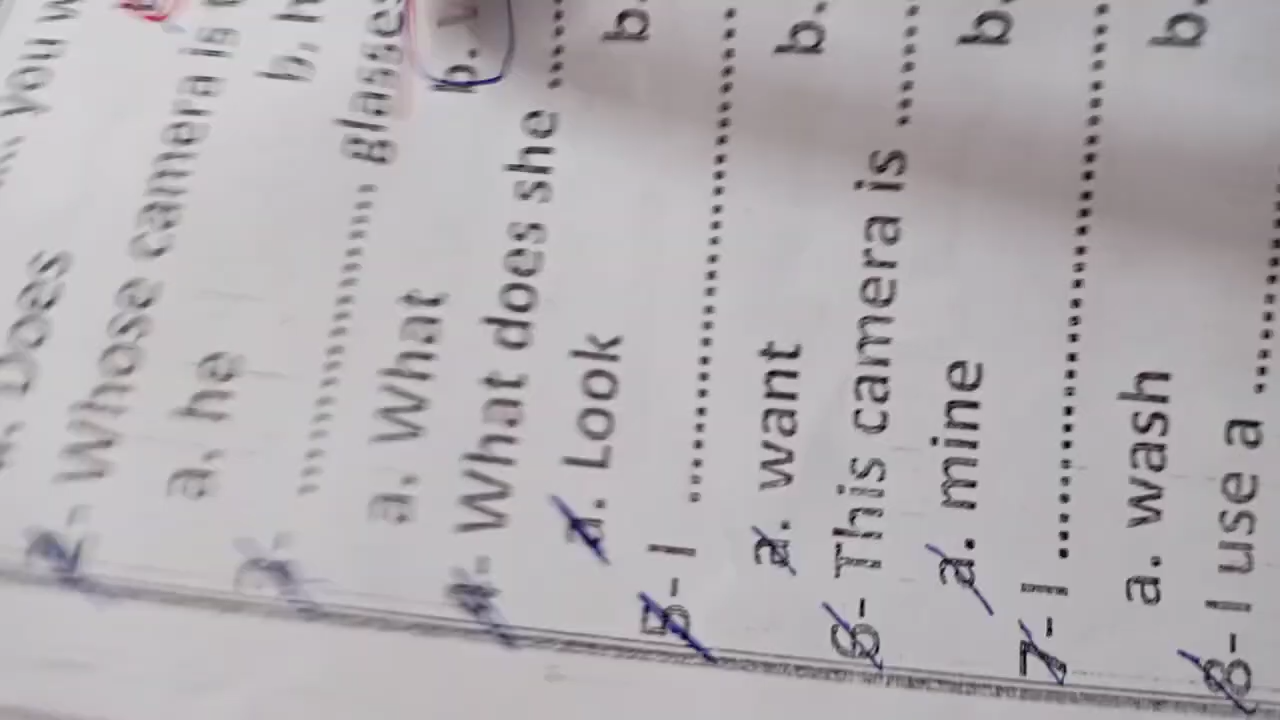 you
Does
2- Whose camera is
a. he b.
3- ............... glasses
a. What b.
4- What does she ......
a. Look b.
5- I ..............................
a. want b.
6- This camera is .........
a. mine b.
7- I ..............................
a. wash b.
8- I use a ...............